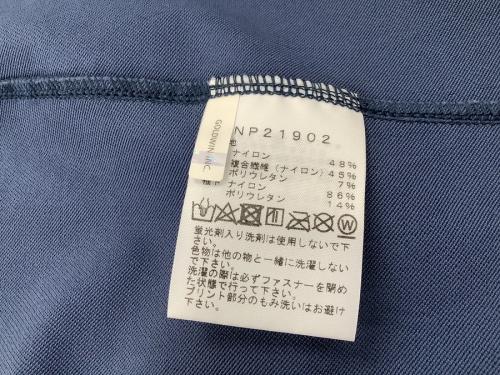 GOLDWIN INC.
NP21902
地
ナイロン 48%
複合繊維(ナイロン) 45%
ポリウレタン 7%
ナイロン 86%
ポリウレタン 14%
W
蛍光剤入り洗剤は使用しないで下
さい。
色物は他の物と一緒に洗濯しない
で下さい。
洗濯の際は必ずファスナーを閉め
た状態で行って下さい。
プリント部分のもみ洗いはお避け
下さい。